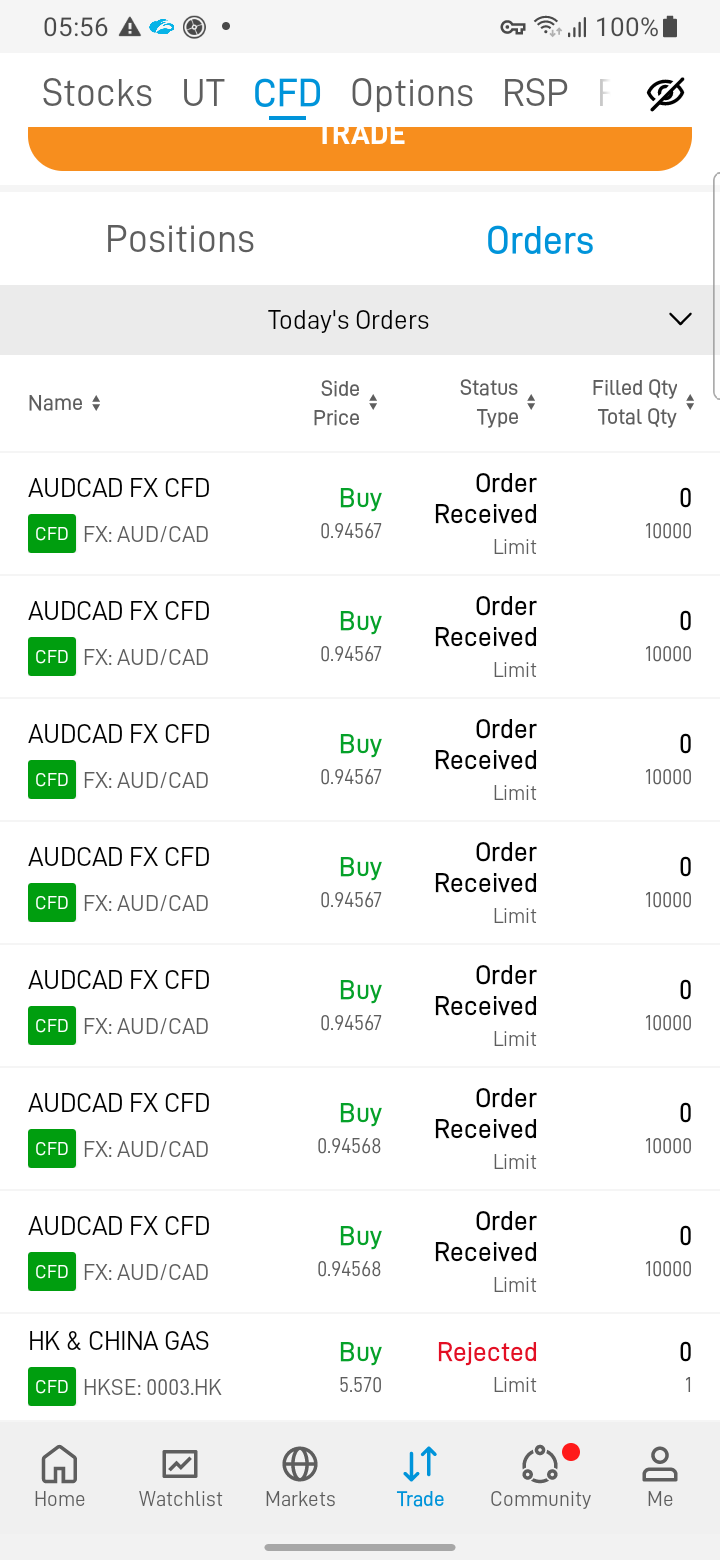 05:56
100%
Stocks UT CFD Options RSP
TRADE
Positions Orders
Today's Orders
Name Side Price Status Type Filled Qty Total Qty
AUDCAD FX CFD
CFD FX: AUD/CAD
Buy
0.94567
Order
Received
Limit
0
10000
AUDCAD FX CFD
CFD FX: AUD/CAD
Buy
0.94567
Order
Received
Limit
0
10000
AUDCAD FX CFD
CFD FX: AUD/CAD
Buy
0.94567
Order
Received
Limit
0
10000
AUDCAD FX CFD
CFD FX: AUD/CAD
Buy
0.94567
Order
Received
Limit
0
10000
AUDCAD FX CFD
CFD FX: AUD/CAD
Buy
0.94567
Order
Received
Limit
0
10000
AUDCAD FX CFD
CFD FX: AUD/CAD
Buy
0.94568
Order
Received
Limit
0
10000
AUDCAD FX CFD
CFD FX: AUD/CAD
Buy
0.94568
Order
Received
Limit
0
10000
HK & CHINA GAS
CFD HKSE: 0003.HK
Buy
5.570
Rejected
Limit
0
1
Home Watchlist Markets Trade Community Me